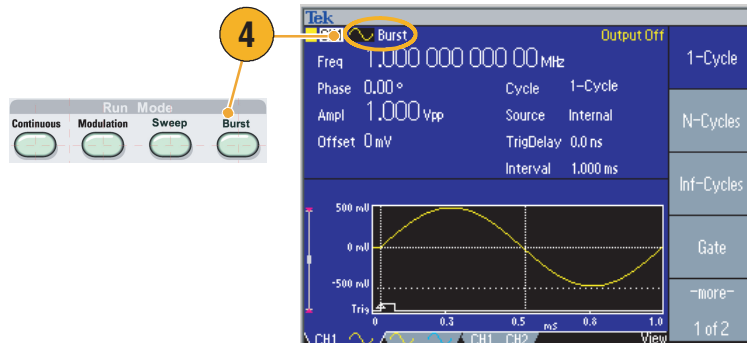 Tek
4
CH1 Burst
Output Off
Freq 1.000 000 000 00 MHz
Phase 0.00 °
Cycle 1-Cycle
Ampl 1.000 Vpp
Source Internal
Offset 0 mV
TrigDelay 0.0 ns
Interval 1.000 ms
1-Cycle
N-Cycles
Inf-Cycles
Gate
-more-
1 of 2
Run Mode
Continuous Modulation Sweep Burst
500 mV
0 mV
-500 mV
Trig
0 0.3 0.5 ms 0.8 1.0
CH1 CH1 CH2 View